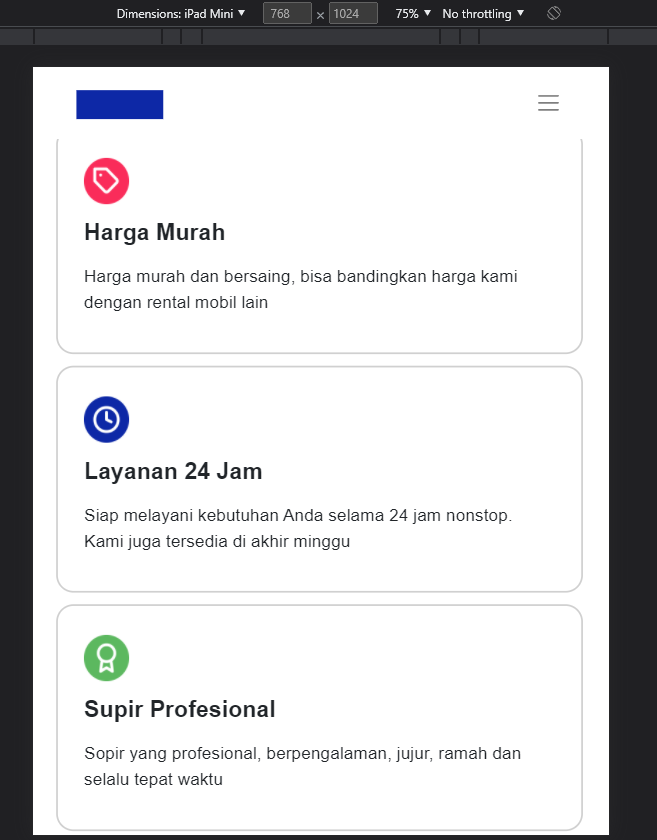 Dimensions: iPad Mini ▼ 768 × 1024 75% ▼ No throttling ▼
Harga Murah
Harga murah dan bersaing, bisa bandingkan harga kami
dengan rental mobil lain
Layanan 24 Jam
Siap melayani kebutuhan Anda selama 24 jam nonstop.
Kami juga tersedia di akhir minggu
Supir Profesional
Sopir yang profesional, berpengalaman, jujur, ramah dan
selalu tepat waktu